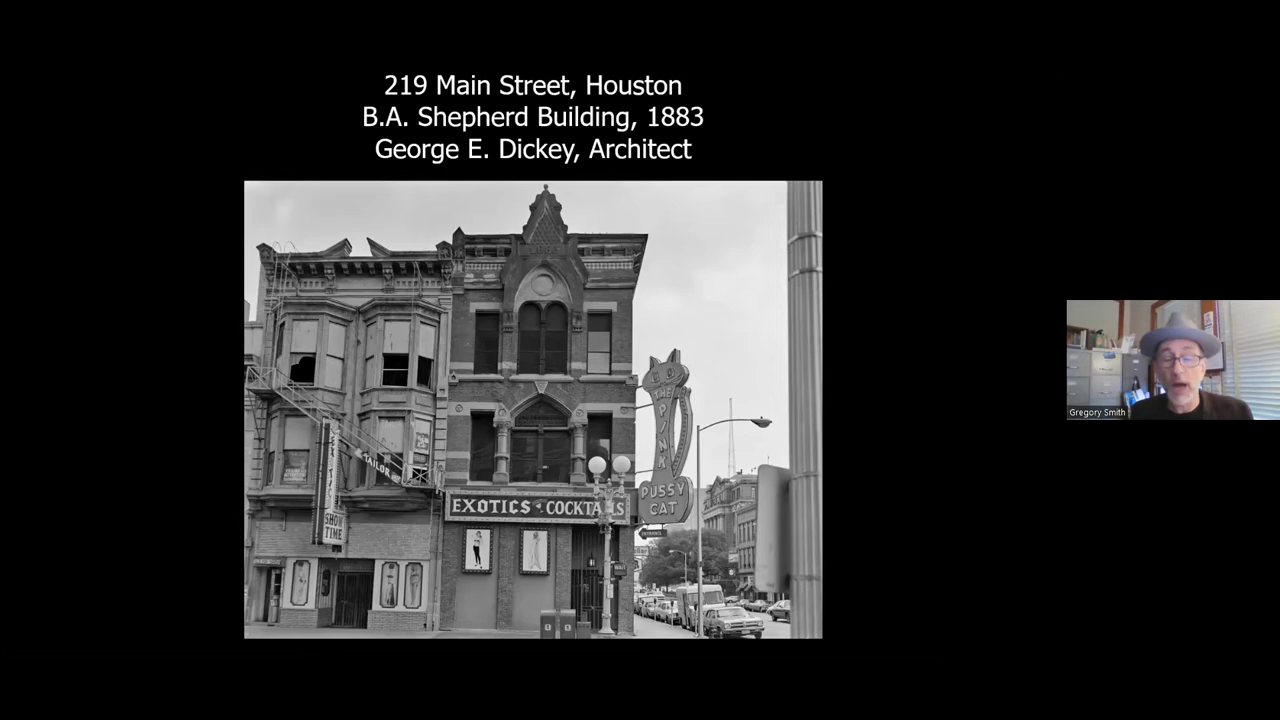 219 Main Street, Houston
B.A. Shepherd Building, 1883
George E. Dickey, Architect
THE
PINK
PUSSY
CAT
TAILOR
EXOTICS COCKTAILS
SHOW
TIME
Gregory Smith